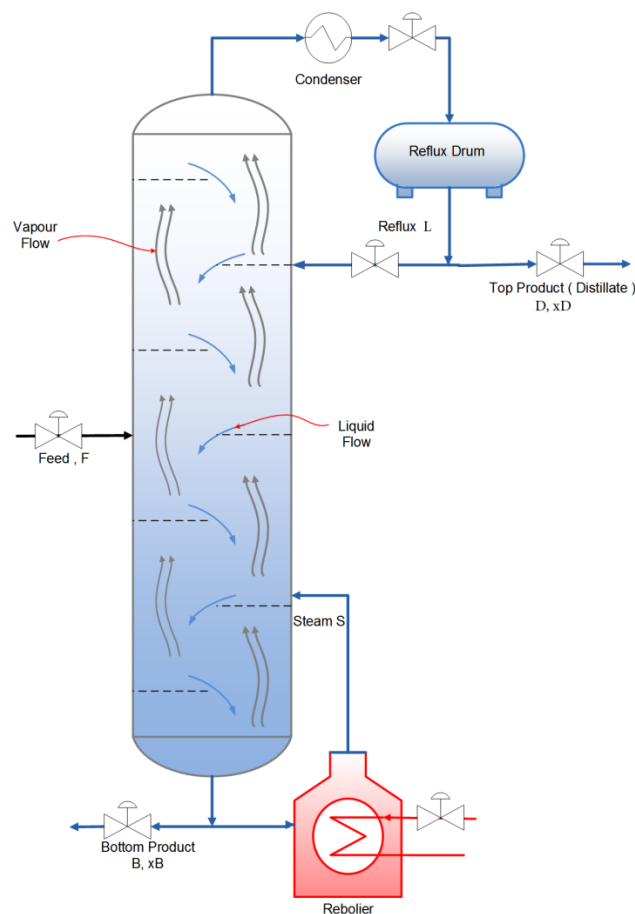 Condenser
Reflux Drum
Vapour
Flow
Reflux L
Top Product ( Distillate )
D, xD
Liquid
Flow
Feed , F
Steam S
Bottom Product
B, xB
Rebolier